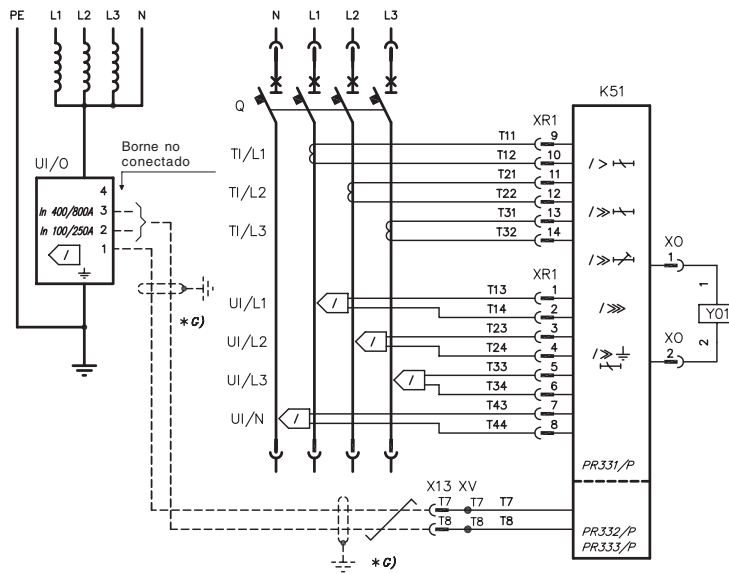 PE L1 L2 L3 N
N L1 L2 L3
K51
Q
XR1
Borne no
conectado
UI/O
4
In 400/800A 3
In 100/250A 2
1
/
TI/L1
TI/L2
TI/L3
T11 9
T12 10
T21 11
T22 12
T31 13
T32 14
/>
/≫
/≫
/⋙
/≫
XO
1
1
Y01
2
XO
2
*G)
XR1
UI/L1 / T13 1
T14 2
UI/L2 / T23 3
T24 4
UI/L3 / T33 5
T34 6
UI/N / T43 7
T44 8
PR331/P
X13 XV
T7 T7 T7
T8 T8 T8
PR332/P
PR333/P
*G)